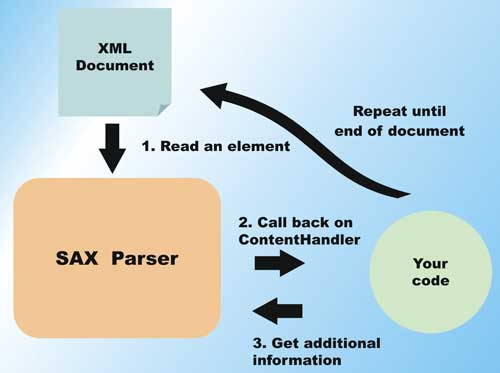 XML
Document
Repeat until
end of document
1. Read an element
2. Call back on
ContentHandler
SAX Parser
Your
code
3. Get additional
information